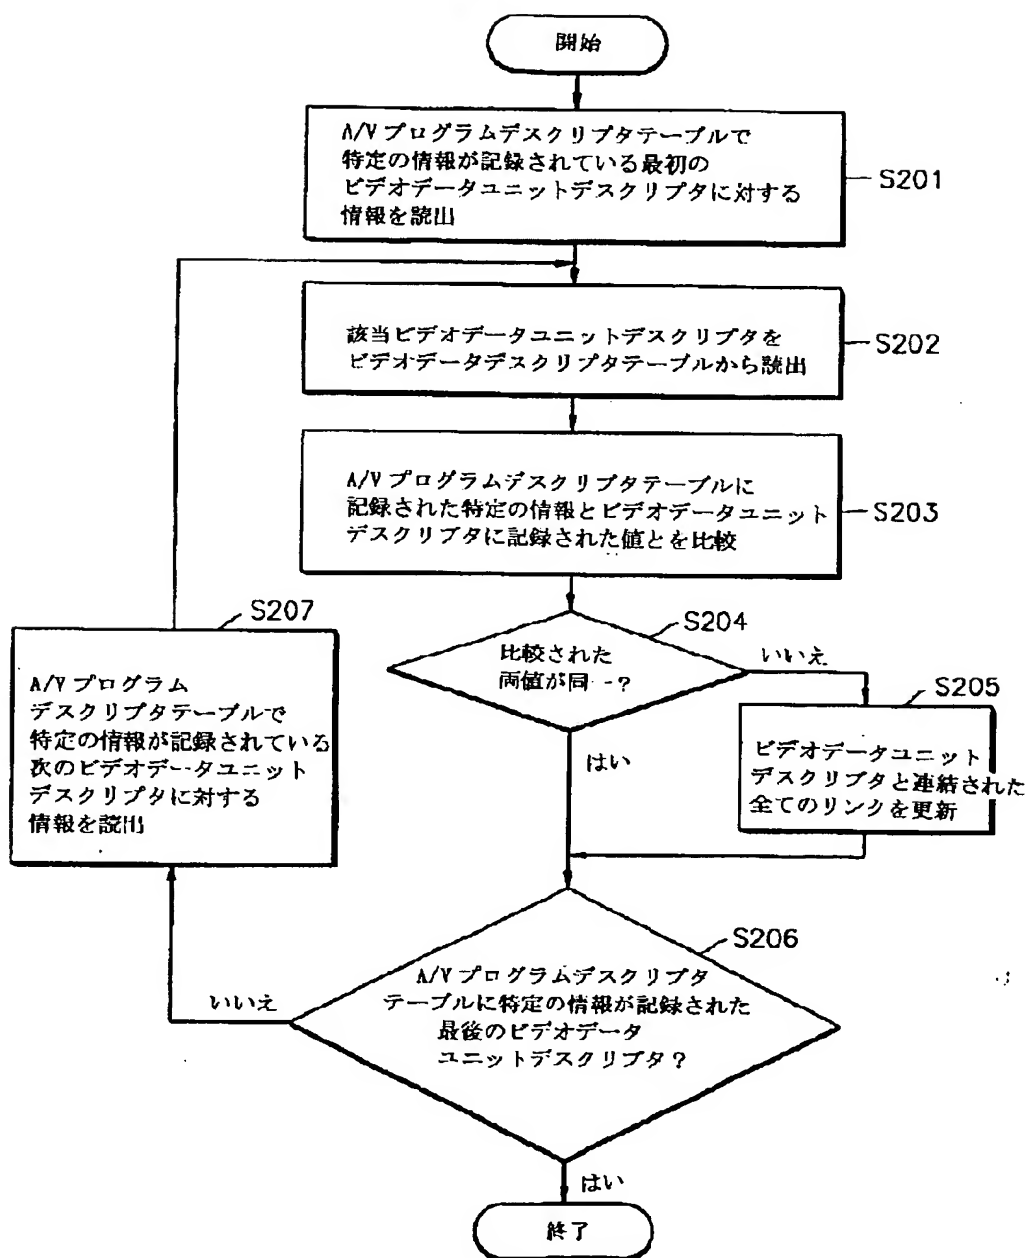 開始
A/Vプログラムデスクリプタテーブルで
特定の情報が記録されている最初の
ビデオデータユニットデスクリプタに対する
情報を読出
S201
該当ビデオデータユニットデスクリプタを
ビデオデータデスクリプタテーブルから読出
S202
A/Vプログラムデスクリプタテーブルに
記録された特定の情報とビデオデータユニット
デスクリプタに記録された値とを比較
S203
S207
A/Vプログラム
デスクリプタテーブルで
特定の情報が記録されている
次のビデオデータユニット
デスクリプタに対する
情報を読出
S204
比較された
両値が同一?
いいえ
はい
S205
ビデオデータユニット
デスクリプタと連結された
全てのリンクを更新
S206
A/Vプログラムデスクリプタ
テーブルに特定の情報が記録された
最後のビデオデータ
ユニットデスクリプタ?
いいえ
はい
終了